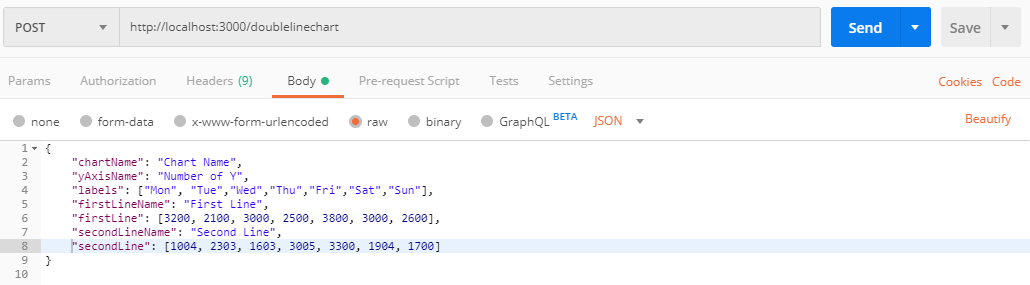 POST http://localhost:3000/doublelinechart Send Save
Params Authorization Headers (9) Body Pre-request Script Tests Settings Cookies Code
none form-data x-www-form-urlencoded raw binary GraphQL BETA JSON Beautify
1 {
2 "chartName": "Chart Name",
3 "yAxisName": "Number of Y",
4 "labels": ["Mon", "Tue","Wed","Thu","Fri","Sat","Sun"],
5 "firstLineName": "First Line",
6 "firstLine": [3200, 2100, 3000, 2500, 3800, 3000, 2600],
7 "secondLineName": "Second Line",
8 "secondLine": [1004, 2303, 1603, 3005, 3300, 1904, 1700]
9 }
10